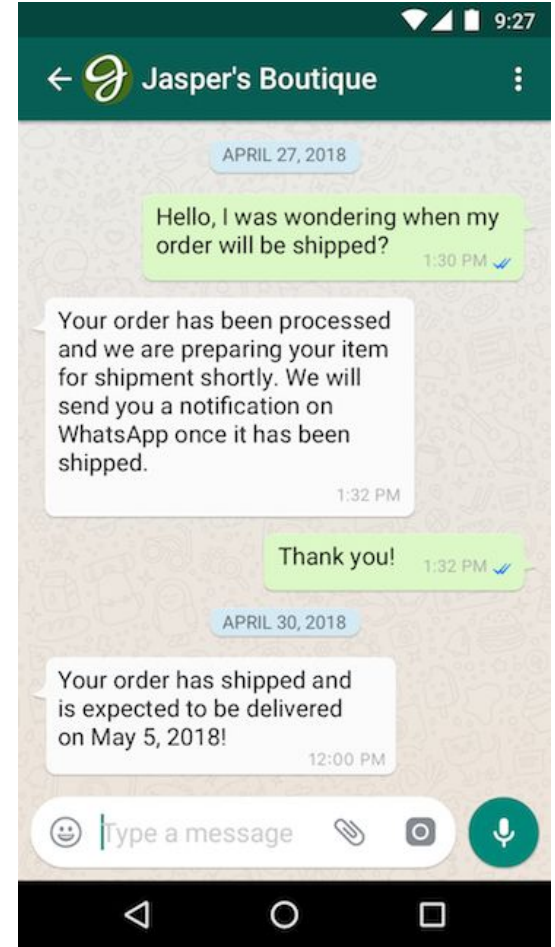 9:27
Jasper's Boutique
APRIL 27, 2018
Hello, I was wondering when my
order will be shipped?
1:30 PM
Your order has been processed
and we are preparing your item
for shipment shortly. We will
send you a notification on
WhatsApp once it has been
shipped.
1:32 PM
Thank you!
1:32 PM
APRIL 30, 2018
Your order has shipped and
is expected to be delivered
on May 5, 2018!
12:00 PM
Type a message